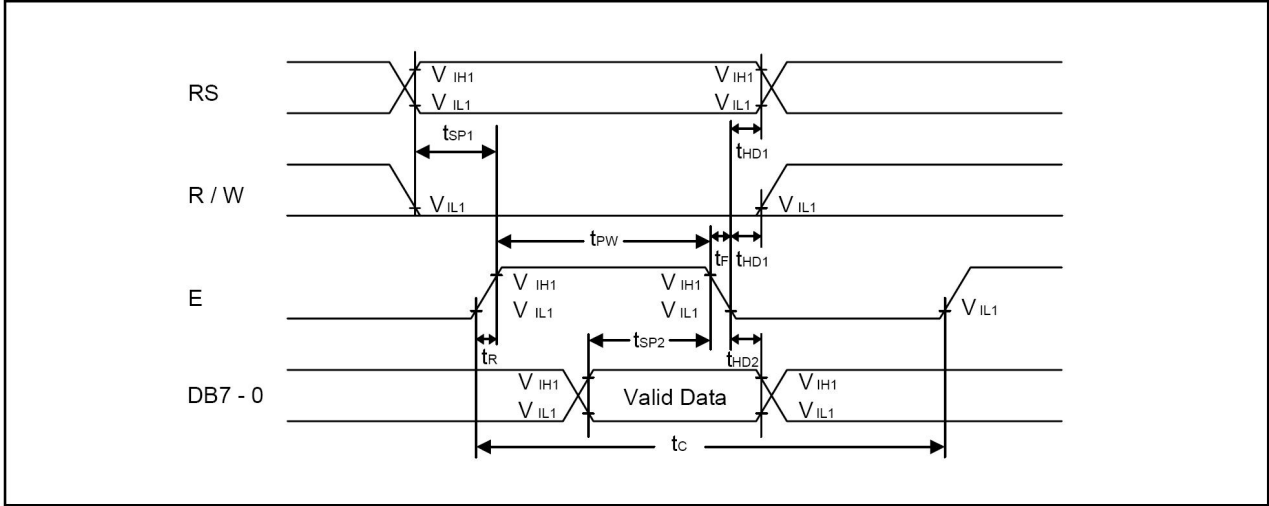 RS
V IH1
V IL1
V IH1
V IL1
tSP1
tHD1
R / W
V IL1
V IL1
tPW
tF
tHD1
E
V IH1
V IL1
V IH1
V IL1
V IL1
tR
tSP2
tHD2
DB7 - 0
V IH1
V IL1
Valid Data
V IH1
V IL1
tC